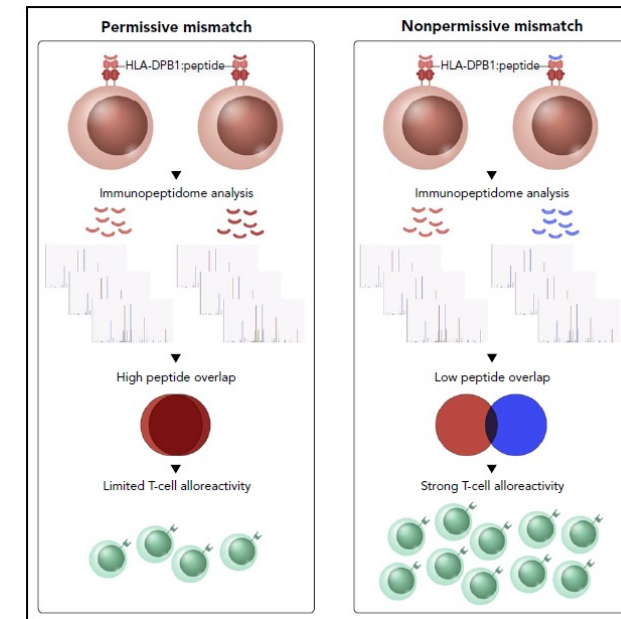 Permissive mismatch
HLA-DPB1:peptide
Immunopeptidome analysis
High peptide overlap
Limited T-cell alloreactivity
Nonpermissive mismatch
HLA-DPB1:peptide
Immunopeptidome analysis
Low peptide overlap
Strong T-cell alloreactivity